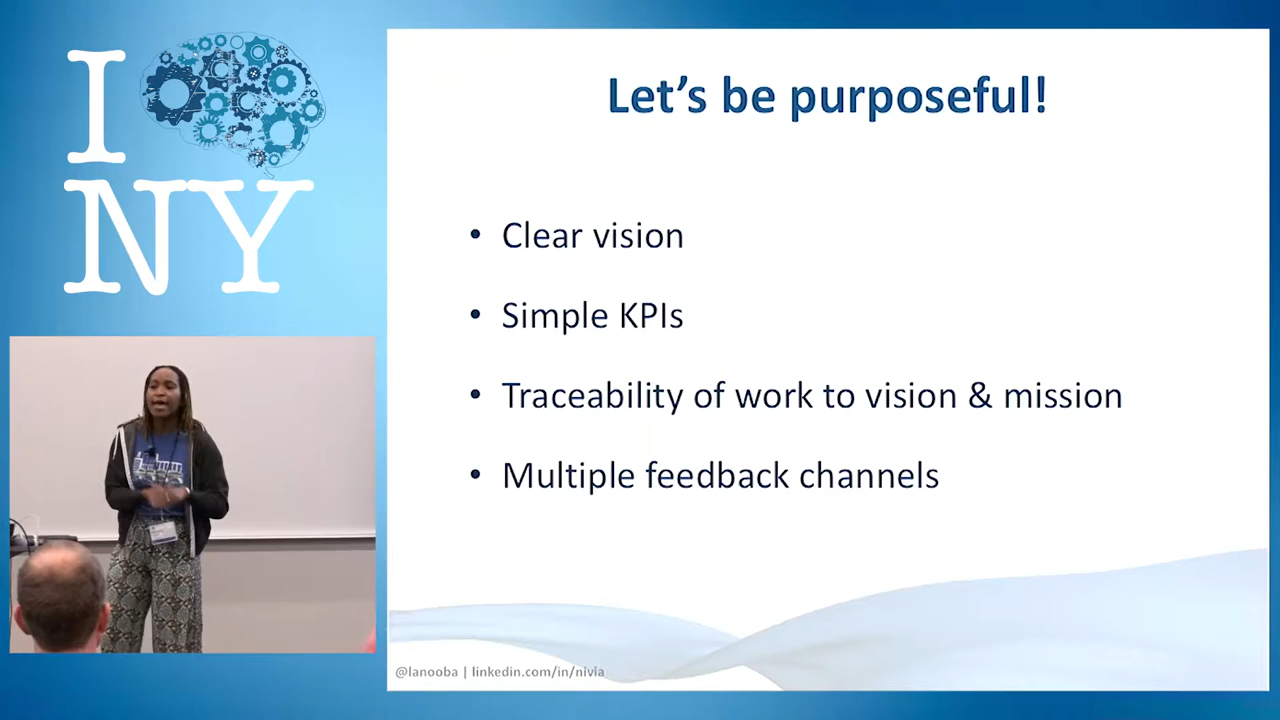 I
NY
Let's be purposeful!
• Clear vision
• Simple KPIs
• Traceability of work to vision & mission
• Multiple feedback channels
@lanooba | linkedin.com/in/nivia